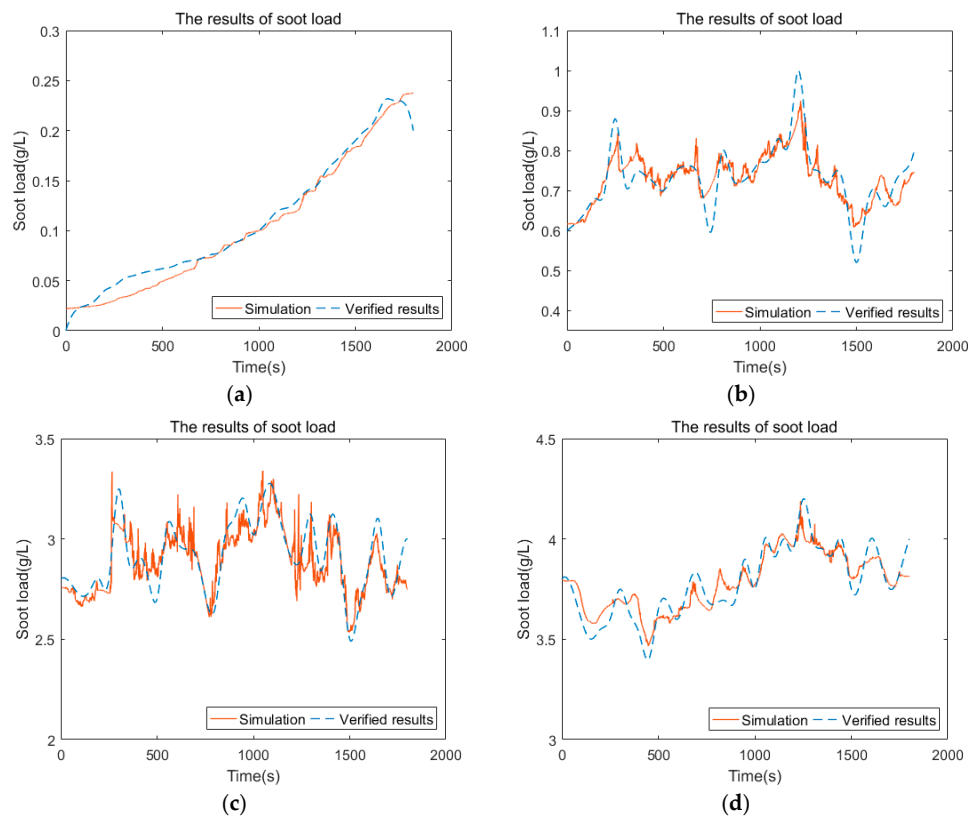 The results of soot load
0.3
0.25
0.2
0.15
0.1
0.05
0
Soot load(g/L)
Simulation Verified results
0 500 1000 1500 2000
Time(s)
(a)
The results of soot load
1.1
1
0.9
0.8
0.7
0.6
0.5
0.4
Soot load(g/L)
Simulation Verified results
0 500 1000 1500 2000
Time(s)
(b)
The results of soot load
3.5
3
2.5
2
Soot load(g/L)
Simulation Verified results
0 500 1000 1500 2000
Time(s)
(c)
The results of soot load
4.5
4
3.5
3
Soot load(g/L)
Simulation Verified results
0 500 1000 1500 2000
Time(s)
(d)